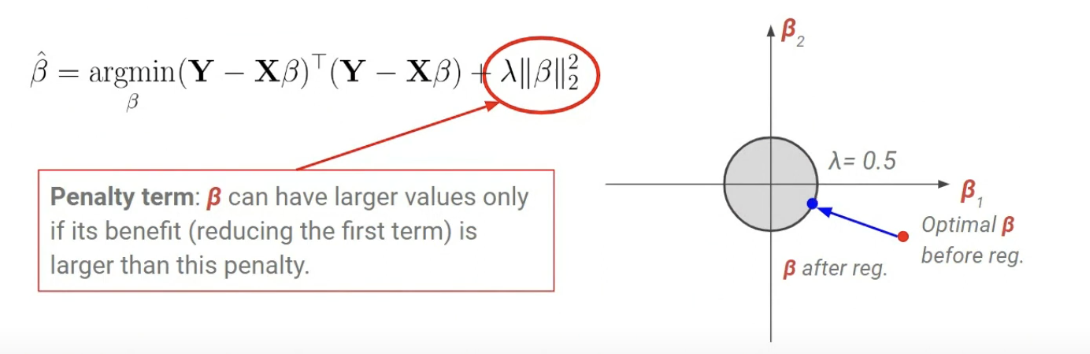 β̂ = argmin(Y − Xβ)^⊤(Y − Xβ) + λ‖β‖₂²
β
Penalty term: β can have larger values only
if its benefit (reducing the first term) is
larger than this penalty.
β₂
λ= 0.5
β₁
Optimal β
before reg.
β after reg.